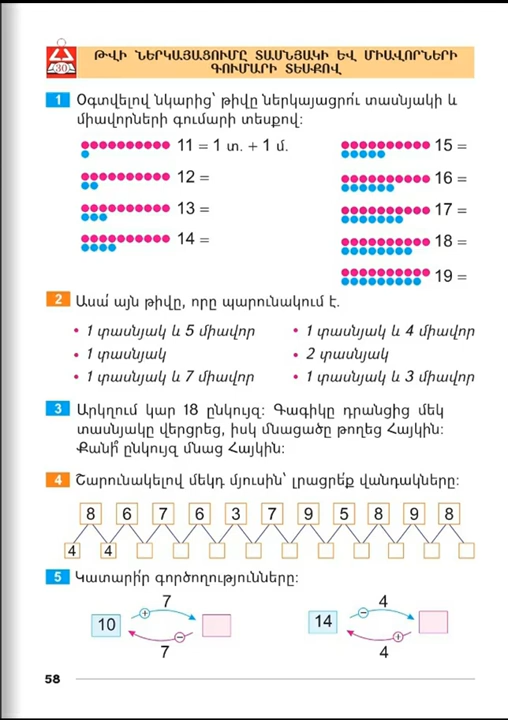 30
ԹՎԻ ՆԵՐԿԱՅԱՑՈՒՄԸ ՏԱՍՆՅԱԿԻ ԵՎ ՄԻԱՎՈՐՆԵՐԻ
ԳՈՒՄԱՐԻ ՏԵՍՔՈՎ
1 Օգտվելով նկարից՝ թիվը ներկայացրո՛ւ տասնյակի և
միավորների գումարի տեսքով:
11 = 1 տ. + 1 մ.
12 =
13 =
14 =
15 =
16 =
17 =
18 =
19 =
2 Ասա՛ այն թիվը, որը պարունակում է.
• 1 տասնյակ և 5 միավոր
• 1 տասնյակ
• 1 տասնյակ և 7 միավոր
• 1 տասնյակ և 4 միավոր
• 2 տասնյակ
• 1 տասնյակ և 3 միավոր
3 Արկղում կար 18 ընկույզ: Գագիկը դրանցից մեկ
տասնյակը վերցրեց, իսկ մնացածը թողեց Հայկին:
Քանի՞ ընկույզ մնաց Հայկին:
4 Շարունակելով մեկդ մյուսին՝ լրացրե՛ք վանդակները:
8 6 7 6 3 7 9 5 8 9 8
4 4
5 Կատարի՛ր գործողությունները:
7
+
10
−
7
4
−
14
+
4
58